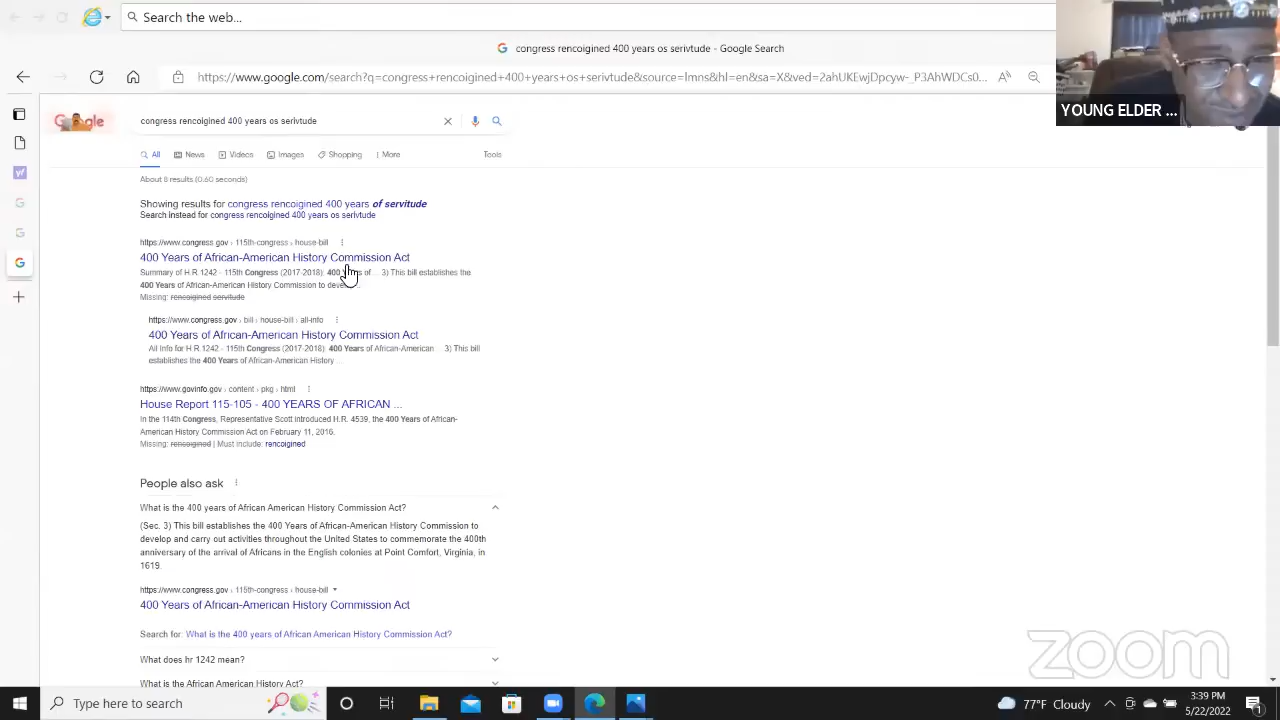 Search the web...
congress rencoigined 400 years os serivtude - Google Search
https://www.google.com/search?q=congress+rencoigined+400+years+os+serivtude&source=lmns&hl=en&sa=X&ved=2ahUKEwjDpcyw-_P3AhWDCs0...
YOUNG ELDER ...
congress rencoigined 400 years os serivtude
All News Videos Images Shopping More Tools
About 8 results (0.60 seconds)
Showing results for congress rencoigined 400 years of servitude
Search instead for congress rencoigined 400 years os serivtude
https://www.congress.gov › 115th-congress › house-bill
400 Years of African-American History Commission Act
Summary of H.R.1242 - 115th Congress (2017-2018): 400 of ... 3) This bill establishes the
400 Years of African-American History Commission to
Missing: rencoigined servitude
https://www.congress.gov › bill › house-bill › all-info
400 Years of African-American History Commission Act
All Info for H.R.1242 - 115th Congress (2017-2018): 400 Years of African-American ... 3) This bill
establishes the 400 Years of African-American History ...
https://www.govinfo.gov › content › pkg › html
House Report 115-105 - 400 YEARS OF AFRICAN ...
In the 114th Congress, Representative Scott introduced H.R. 4539, the 400 Years of African-
American History Commission Act on February 11, 2016.
Missing: rencoigined | Must include: rencoigined
People also ask
What is the 400 years of African American History Commission Act?
(Sec. 3) This bill establishes the 400 Years of African-American History Commission to
develop and carry out activities throughout the United States to commemorate the 400th
anniversary of the arrival of Africans in the English colonies at Point Comfort, Virginia, in
1619.
https://www.congress.gov › 115th-congress › house-bill
400 Years of African-American History Commission Act
Search for: What is the 400 years of African American History Commission Act?
What does hr 1242 mean?
What is the African American History Act?
zoom
Type here to search
77°F Cloudy
3:39 PM
5/22/2022
1